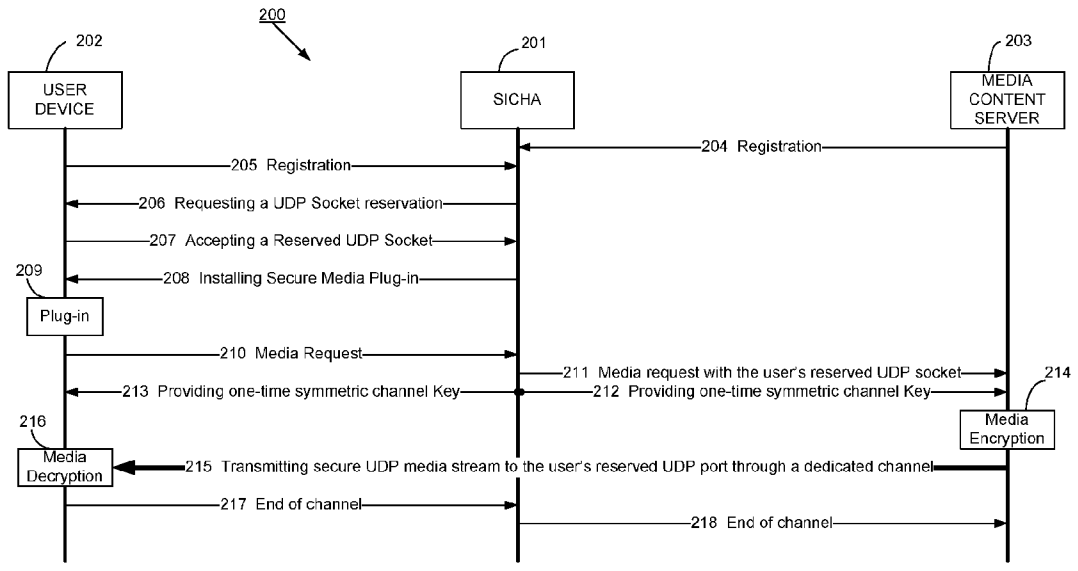 200
202
201
203
USER
DEVICE
SICHA
MEDIA
CONTENT
SERVER
204 Registration
205 Registration
206 Requesting a UDP Socket reservation
207 Accepting a Reserved UDP Socket
208 Installing Secure Media Plug-in
209
Plug-in
210 Media Request
211 Media request with the user's reserved UDP socket
213 Providing one-time symmetric channel Key
212 Providing one-time symmetric channel Key
214
Media
Encryption
216
Media
Decryption
215 Transmitting secure UDP media stream to the user's reserved UDP port through a dedicated channel
217 End of channel
218 End of channel